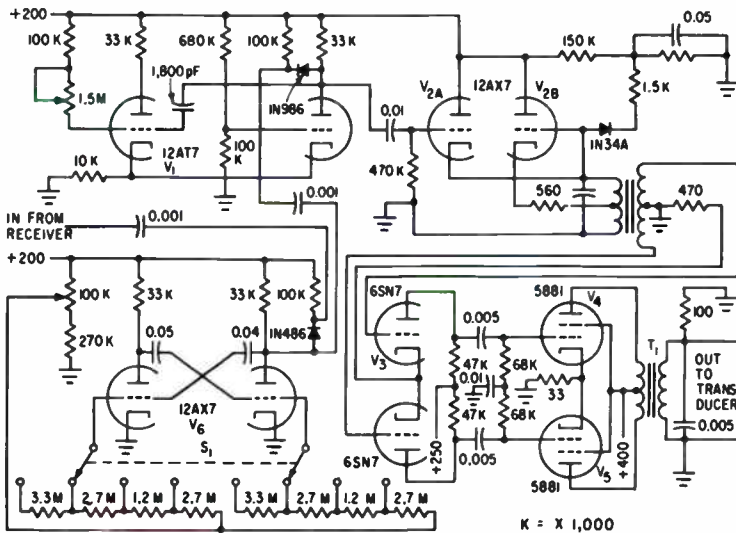 +200
100 K
33 K
680 K
100 K
33 K
150 K
0.05
1,800 pF
1.5M
1N986
V2A
12AX7
V2B
1.5 K
0.01
1N34A
12AT7
V1
10 K
100 K
470 K
560
470
0.001
IN FROM
RECEIVER
0.001
+200
100 K
33 K
33 K
100 K
6SN7
5881
V4
100
270 K
0.05
0.04
1N486
V3
0.005
47K
68K
0.01
33
T1
OUT
TO
TRANS
DUCER
0.005
12AX7
V6
S1
47K
68K
+250
+400
6SN7
0.005
V5
5881
3.3 M
2.7 M
1.2 M
2.7 M
3.3 M
2.7 M
1.2 M
2.7 M
K = X 1,000